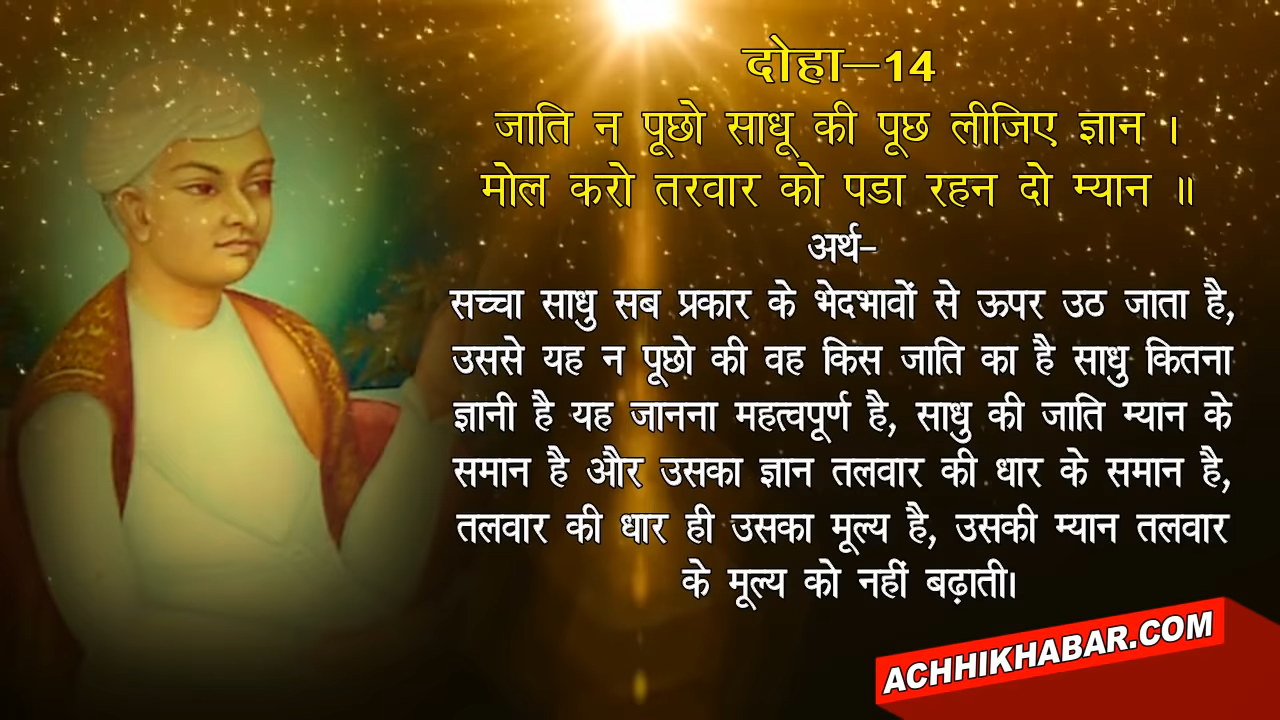 दोहा–14
जाति न पूछो साधू की पूछ लीजिए ज्ञान ।
मोल करो तरवार को पडा रहन दो म्यान ॥
अर्थ-
सच्चा साधु सब प्रकार के भेदभावों से ऊपर उठ जाता है,
उससे यह न पूछो की वह किस जाति का है साधु कितना
ज्ञानी है यह जानना महत्वपूर्ण है, साधु की जाति म्यान के
समान है और उसका ज्ञान तलवार की धार के समान है,
तलवार की धार ही उसका मूल्य है, उसकी म्यान तलवार
के मूल्य को नहीं बढ़ाती।
ACHHIKHABAR.COM